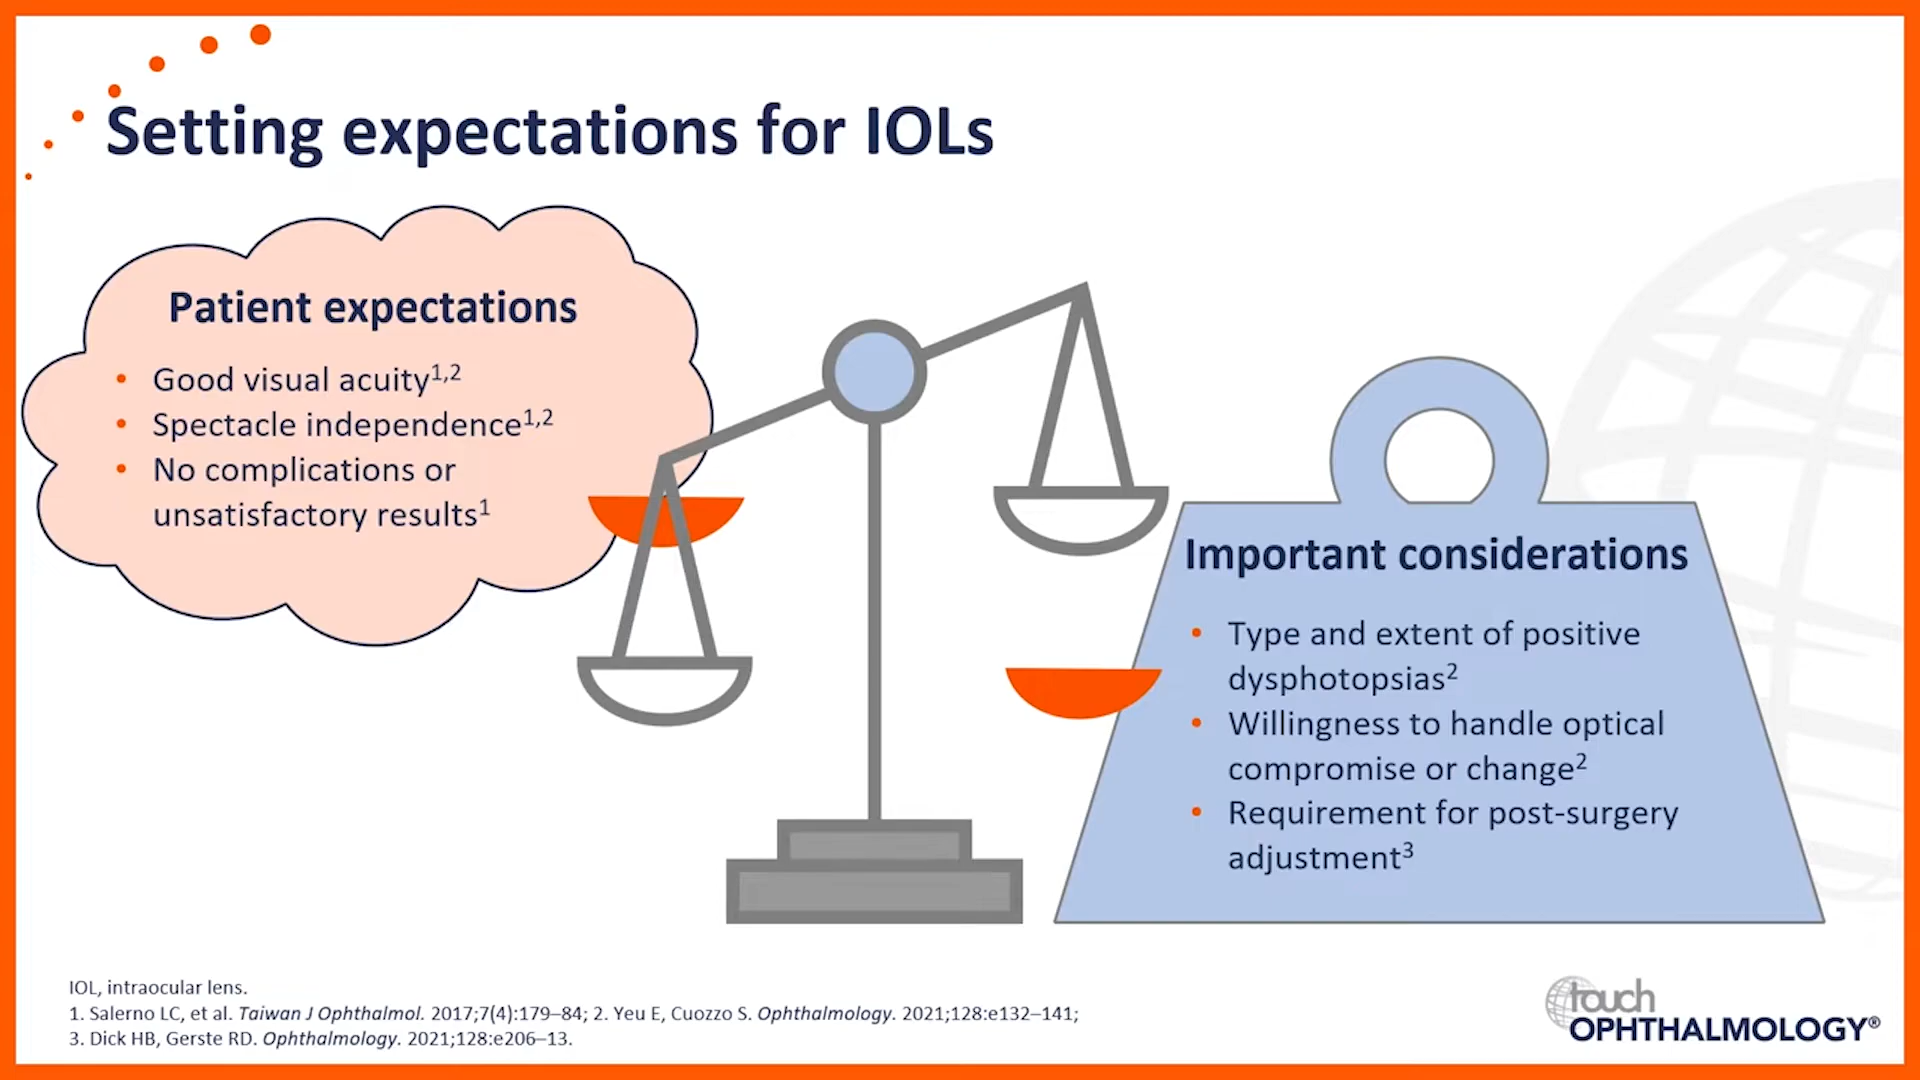 Setting expectations for IOLs
Patient expectations
• Good visual acuity1,2
• Spectacle independence1,2
• No complications or
unsatisfactory results1
Important considerations
• Type and extent of positive
dysphotopsias2
• Willingness to handle optical
compromise or change2
• Requirement for post-surgery
adjustment3
IOL, intraocular lens.
1. Salerno LC, et al. Taiwan J Ophthalmol. 2017;7(4):179–84; 2. Yeu E, Cuozzo S. Ophthalmology. 2021;128:e132–141;
3. Dick HB, Gerste RD. Ophthalmology. 2021;128:e206–13.
touch
OPHTHALMOLOGY®